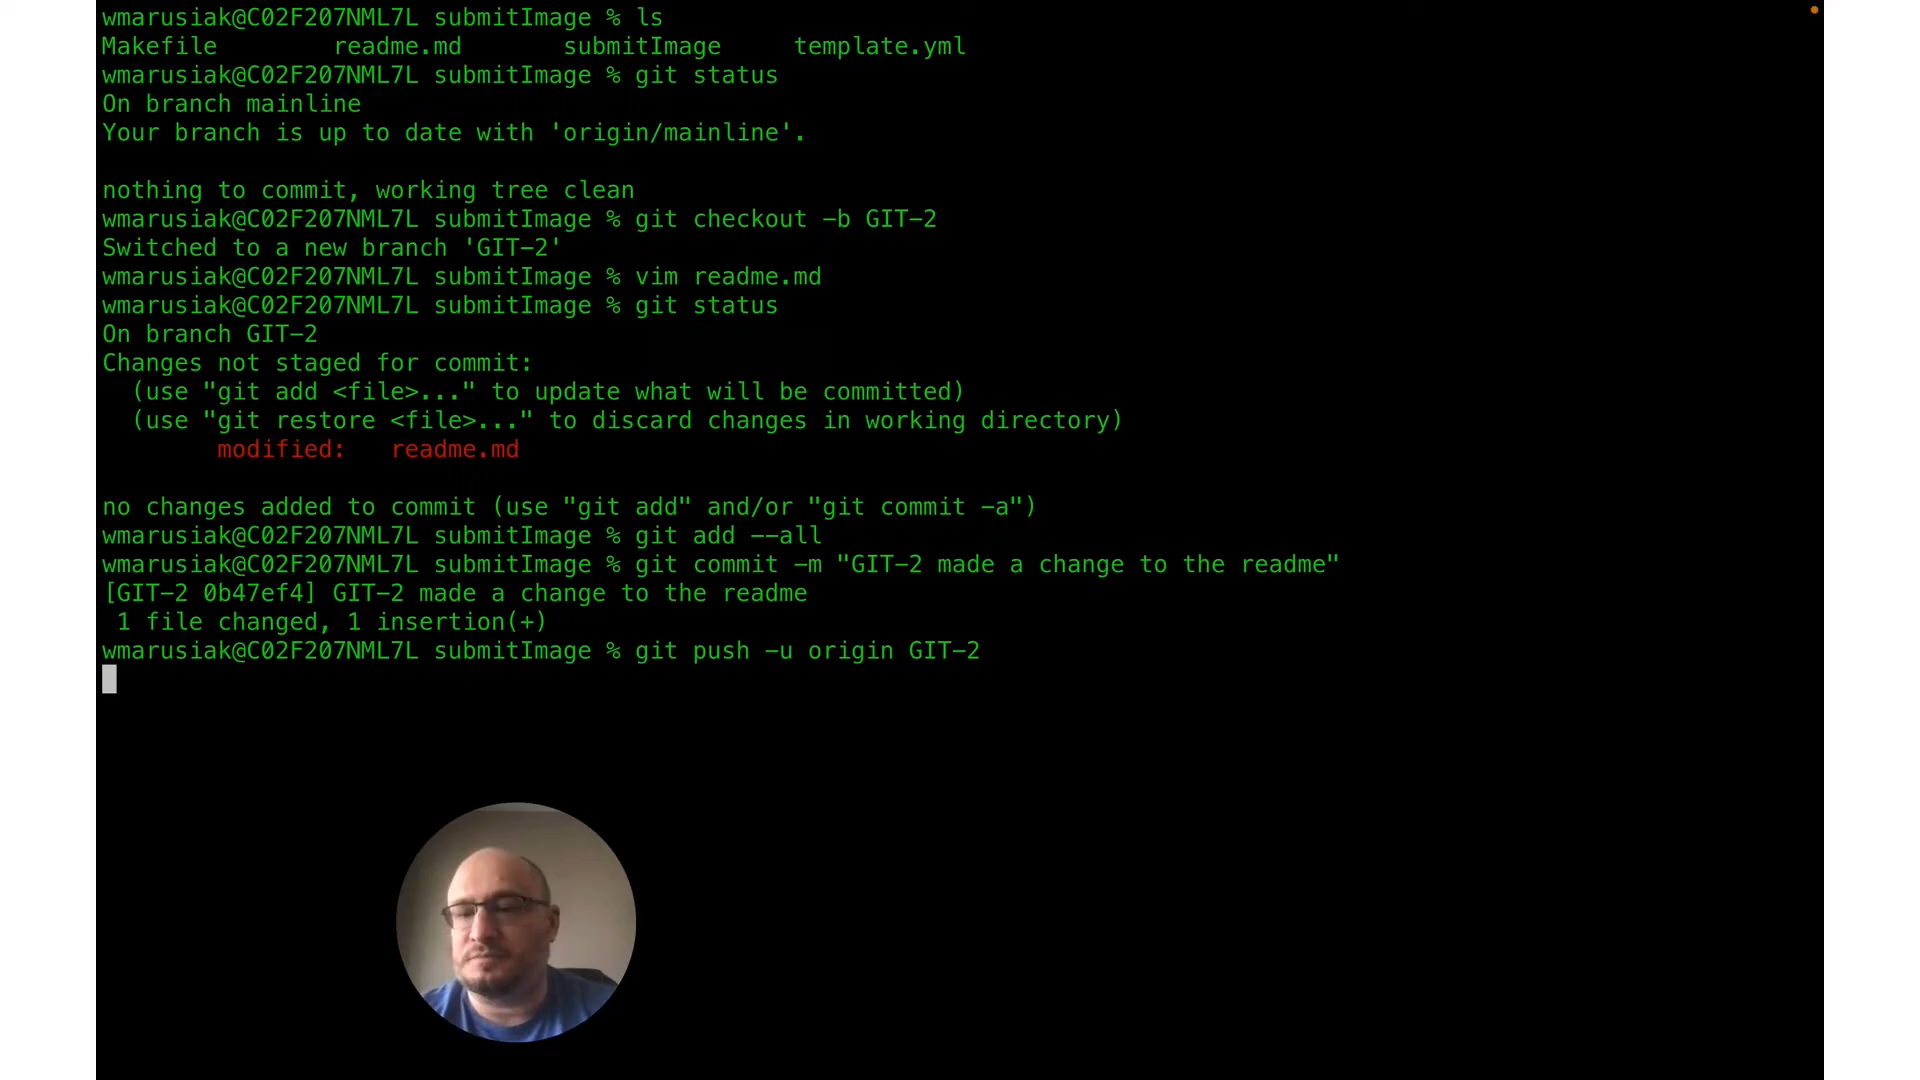 wmarusiak@C02F207NML7L submitImage % ls
Makefile readme.md submitImage template.yml
wmarusiak@C02F207NML7L submitImage % git status
On branch mainline
Your branch is up to date with 'origin/mainline'.
nothing to commit, working tree clean
wmarusiak@C02F207NML7L submitImage % git checkout -b GIT-2
Switched to a new branch 'GIT-2'
wmarusiak@C02F207NML7L submitImage % vim readme.md
wmarusiak@C02F207NML7L submitImage % git status
On branch GIT-2
Changes not staged for commit:
(use "git add <file>..." to update what will be committed)
(use "git restore <file>..." to discard changes in working directory)
modified: readme.md
no changes added to commit (use "git add" and/or "git commit -a")
wmarusiak@C02F207NML7L submitImage % git add --all
wmarusiak@C02F207NML7L submitImage % git commit -m "GIT-2 made a change to the readme"
[GIT-2 0b47ef4] GIT-2 made a change to the readme
1 file changed, 1 insertion(+)
wmarusiak@C02F207NML7L submitImage % git push -u origin GIT-2